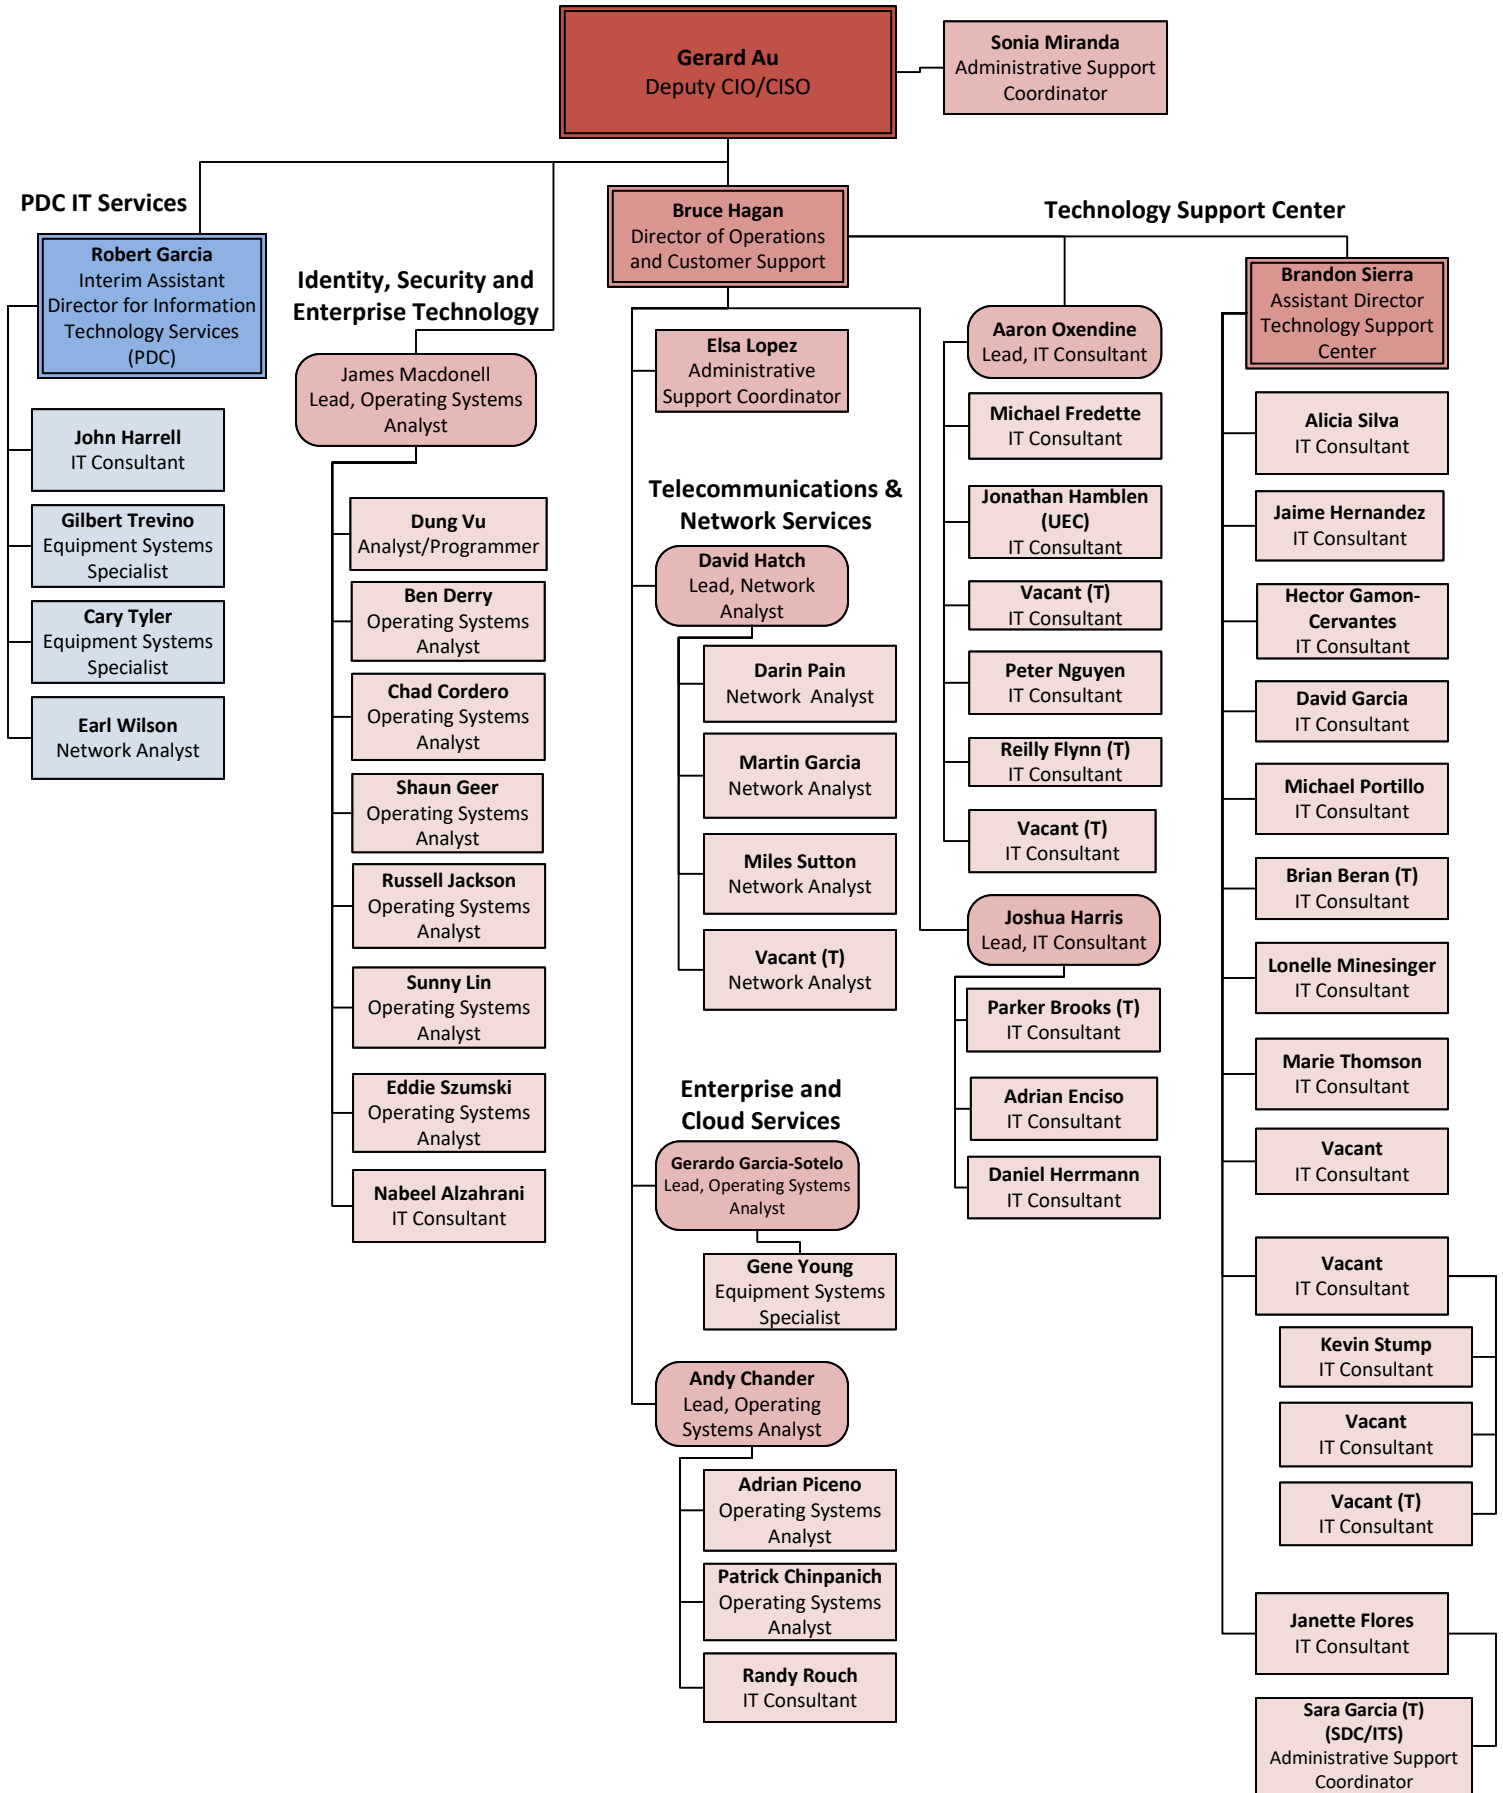 Gerard Au
Deputy CIO/CISO
Sonia Miranda
Administrative Support
Coordinator
PDC IT Services
Robert Garcia
Interim Assistant
Director for Information
Technology Services
(PDC)
John Harrell
IT Consultant
Gilbert Trevino
Equipment Systems
Specialist
Cary Tyler
Equipment Systems
Specialist
Earl Wilson
Network Analyst
Identity, Security and
Enterprise Technology
James Macdonell
Lead, Operating Systems
Analyst
Dung Vu
Analyst/Programmer
Ben Derry
Operating Systems
Analyst
Chad Cordero
Operating Systems
Analyst
Shaun Geer
Operating Systems
Analyst
Russell Jackson
Operating Systems
Analyst
Sunny Lin
Operating Systems
Analyst
Eddie Szumski
Operating Systems
Analyst
Nabeel Alzahrani
IT Consultant
Bruce Hagan
Director of Operations
and Customer Support
Elsa Lopez
Administrative
Support Coordinator
Telecommunications &
Network Services
David Hatch
Lead, Network
Analyst
Darin Pain
Network Analyst
Martin Garcia
Network Analyst
Miles Sutton
Network Analyst
Vacant (T)
Network Analyst
Enterprise and
Cloud Services
Gerardo Garcia-Sotelo
Lead, Operating Systems
Analyst
Gene Young
Equipment Systems
Specialist
Andy Chander
Lead, Operating
Systems Analyst
Adrian Piceno
Operating Systems
Analyst
Patrick Chinpanich
Operating Systems
Analyst
Randy Rouch
IT Consultant
Technology Support Center
Aaron Oxendine
Lead, IT Consultant
Michael Fredette
IT Consultant
Jonathan Hamblen
(UEC)
IT Consultant
Vacant (T)
IT Consultant
Peter Nguyen
IT Consultant
Reilly Flynn (T)
IT Consultant
Vacant (T)
IT Consultant
Joshua Harris
Lead, IT Consultant
Parker Brooks (T)
IT Consultant
Adrian Enciso
IT Consultant
Daniel Herrmann
IT Consultant
Brandon Sierra
Assistant Director
Technology Support
Center
Alicia Silva
IT Consultant
Jaime Hernandez
IT Consultant
Hector Gamon-
Cervantes
IT Consultant
David Garcia
IT Consultant
Michael Portillo
IT Consultant
Brian Beran (T)
IT Consultant
Lonelle Minesinger
IT Consultant
Marie Thomson
IT Consultant
Vacant
IT Consultant
Vacant
IT Consultant
Kevin Stump
IT Consultant
Vacant
IT Consultant
Vacant (T)
IT Consultant
Janette Flores
IT Consultant
Sara Garcia (T)
(SDC/ITS)
Administrative Support
Coordinator